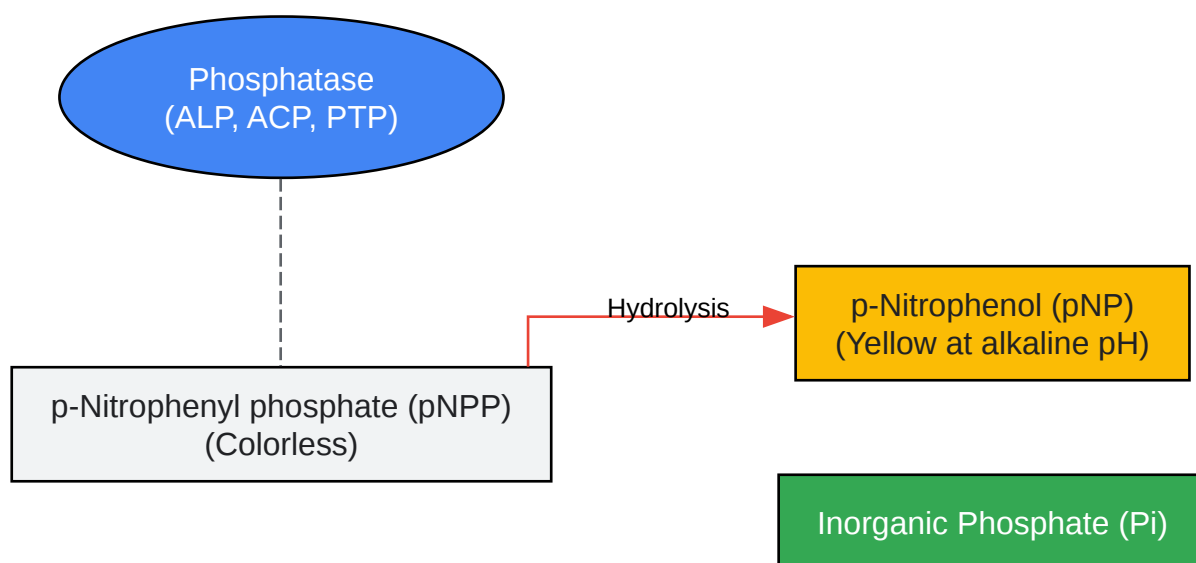 Phosphatase
(ALP, ACP, PTP)
Hydrolysis
p-Nitrophenol (pNP)
(Yellow at alkaline pH)
p-Nitrophenyl phosphate (pNPP)
(Colorless)
Inorganic Phosphate (Pi)